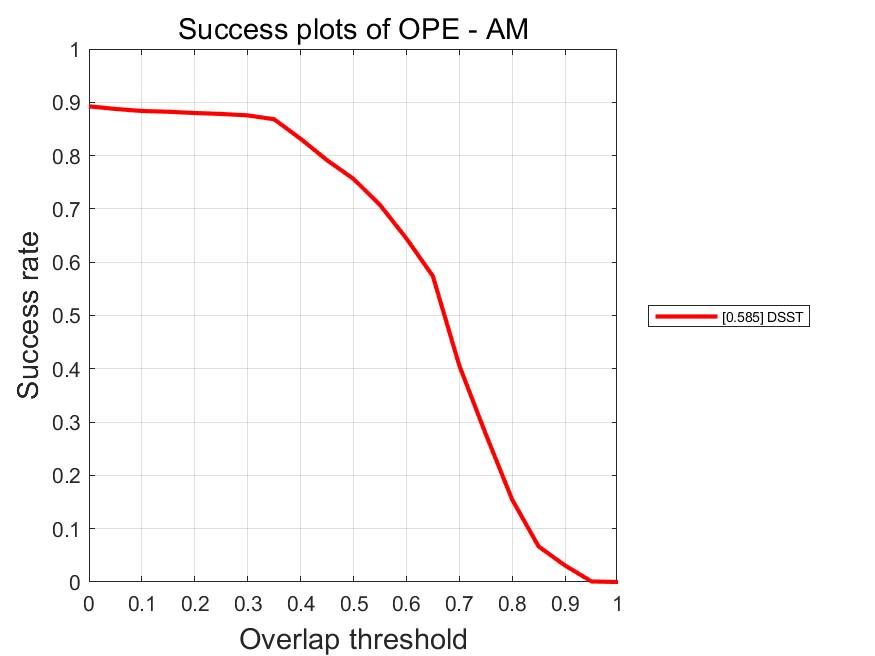 Success plots of OPE - AM
1
0.9
0.8
0.7
0.6
0.5
0.4
0.3
0.2
0.1
0
Success rate
0 0.1 0.2 0.3 0.4 0.5 0.6 0.7 0.8 0.9 1
Overlap threshold
[0.585] DSST